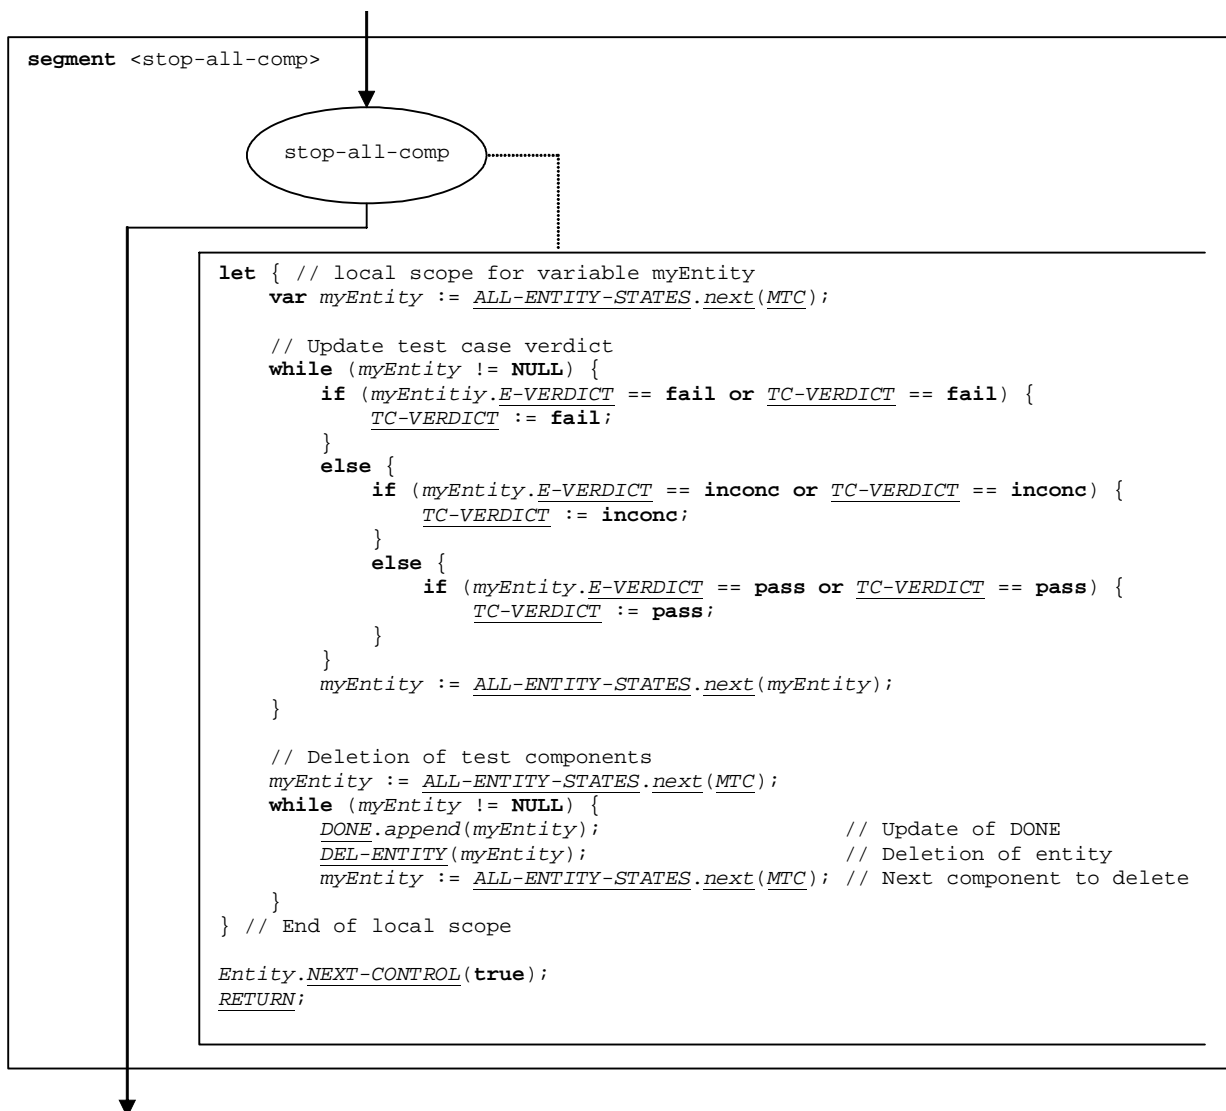 segment <stop-all-comp>
stop-all-comp
let { // local scope for variable myEntity
var myEntity := ALL-ENTITY-STATES.next(MTC);
// Update test case verdict
while (myEntity != NULL) {
if (myEntitiy.E-VERDICT == fail or TC-VERDICT == fail) {
TC-VERDICT := fail;
}
else {
if (myEntity.E-VERDICT == inconc or TC-VERDICT == inconc) {
TC-VERDICT := inconc;
}
else {
if (myEntity.E-VERDICT == pass or TC-VERDICT == pass) {
TC-VERDICT := pass;
}
}
myEntity := ALL-ENTITY-STATES.next(myEntity);
}
// Deletion of test components
myEntity := ALL-ENTITY-STATES.next(MTC);
while (myEntity != NULL) {
DONE.append(myEntity); // Update of DONE
DEL-ENTITY(myEntity); // Deletion of entity
myEntity := ALL-ENTITY-STATES.next(MTC); // Next component to delete
}
} // End of local scope
Entity.NEXT-CONTROL(true);
RETURN;